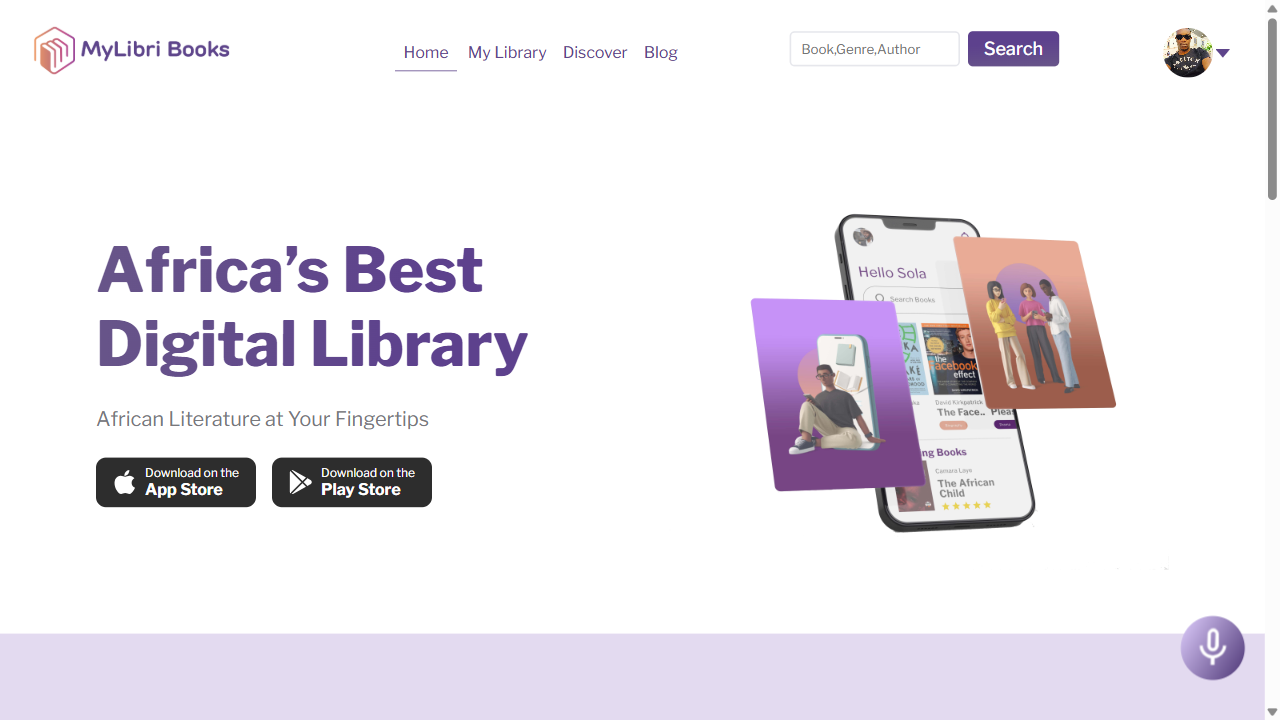 MyLibri Books
Home
My Library
Discover
Blog
Book,Genre,Author
Search
Africa’s Best
Digital Library
African Literature at Your Fingertips
Download on the
App Store
Download on the
Play Store
Hello Sola
Search Books
the
facebook
effect
David Kirkpatrick
The Face..
Pleas
ng Books
Camara Laye
The African
Child